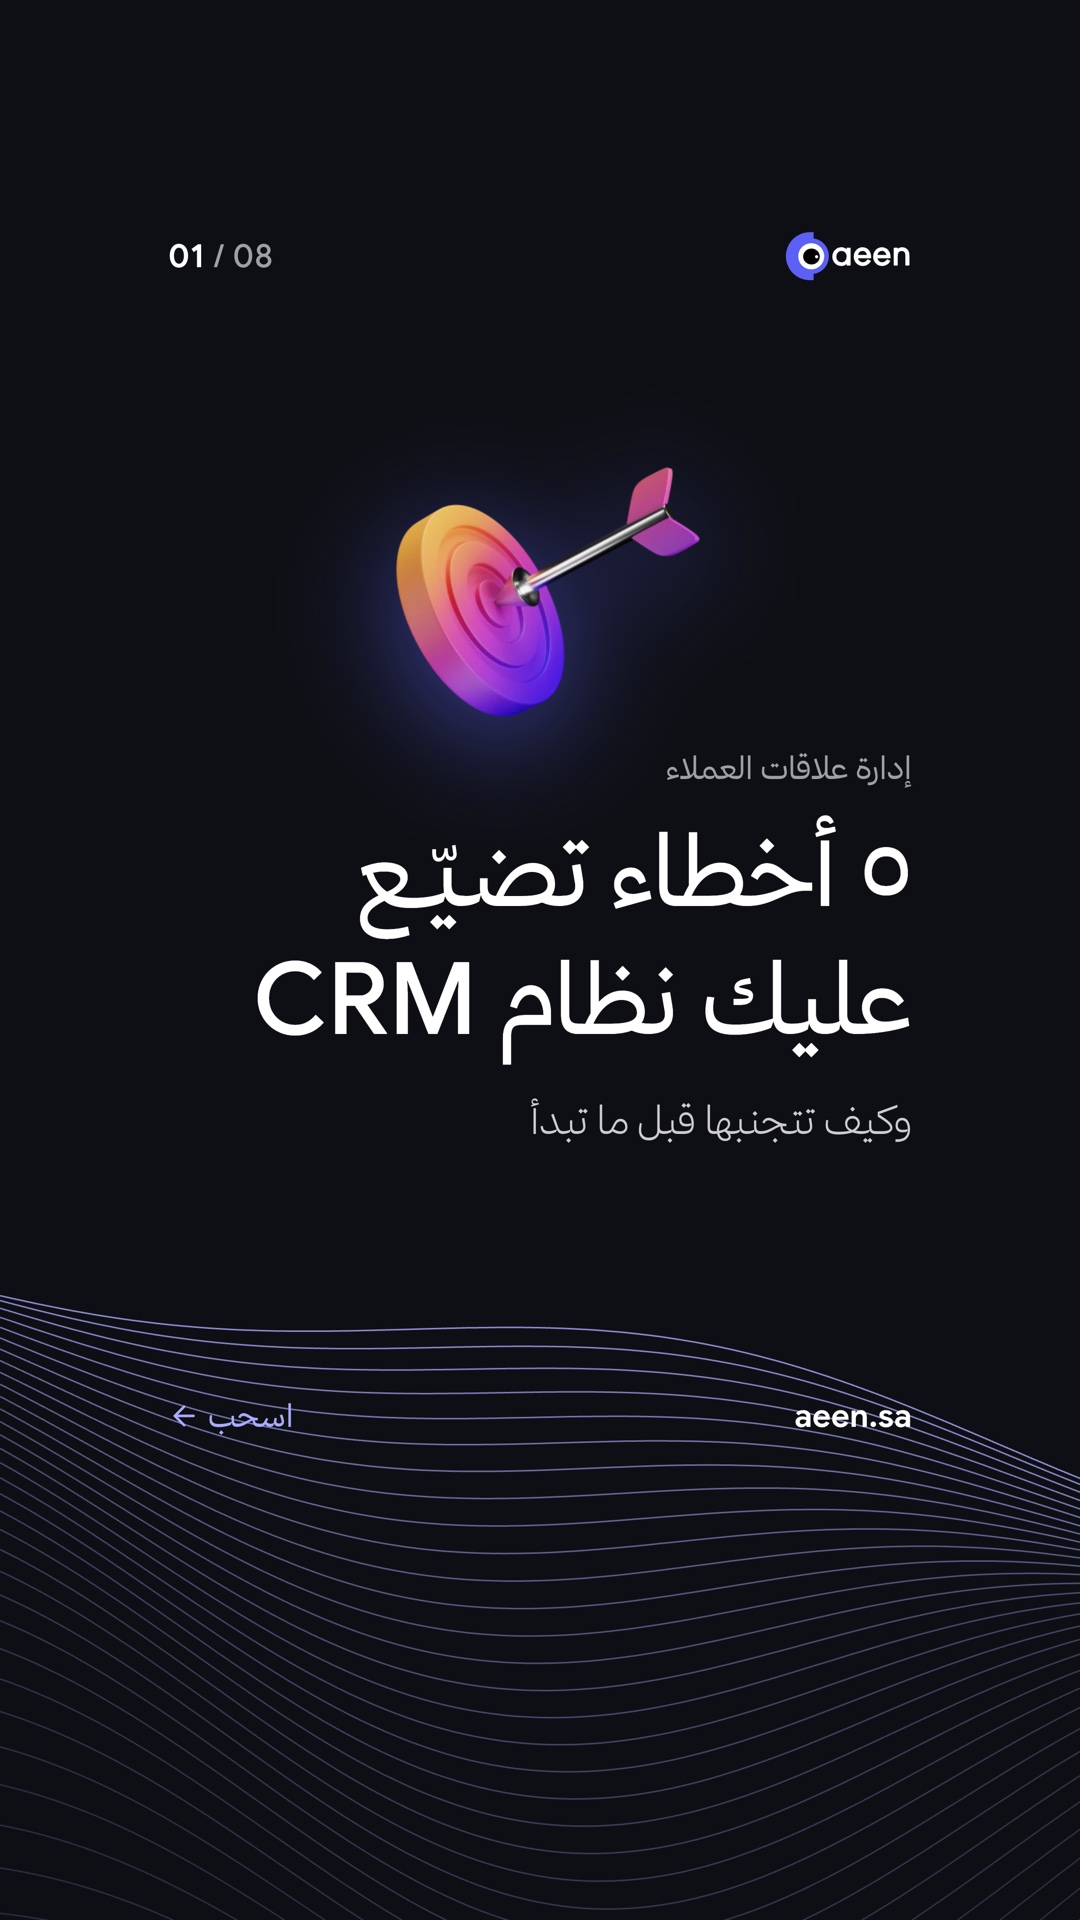 aeen
01 / 08
إدارة علاقات العملاء
٥ أخطاء تضيّع
عليك نظام CRM
وكيف تتجنبها قبل ما تبدأ
aeen.sa
اسحب ←